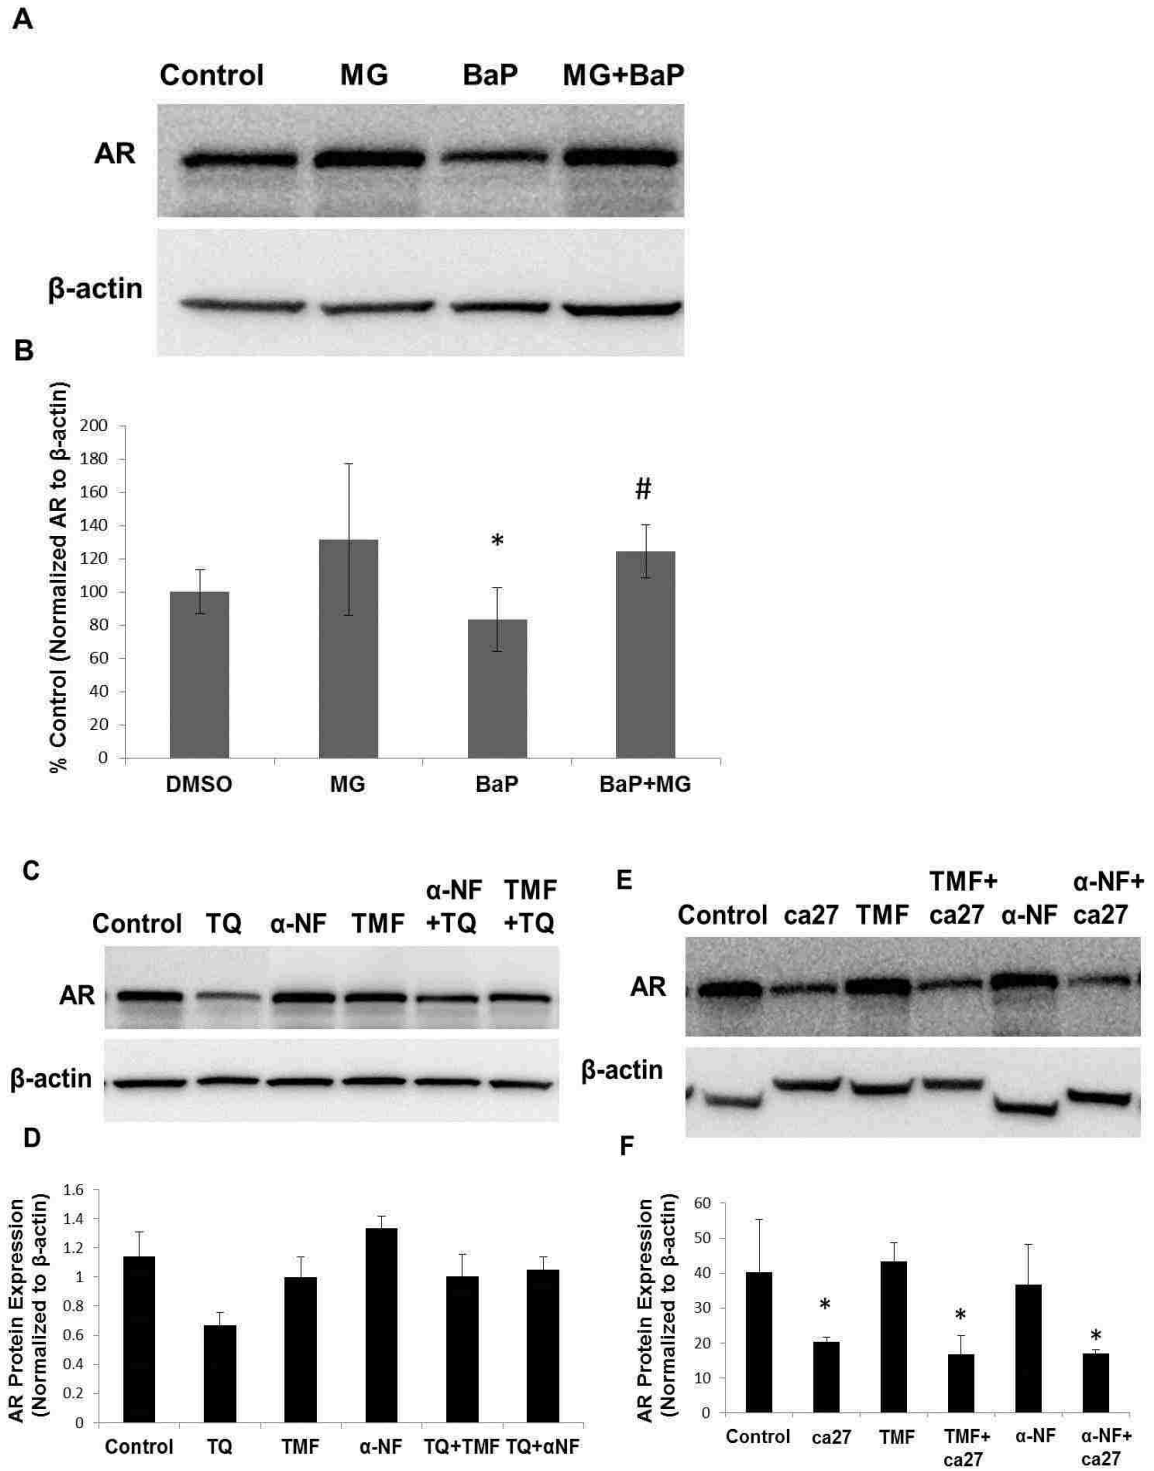 A
Control MG BaP MG+BaP
AR
β-actin
B
% Control (Normalized AR to β-actin)
200
180
160
140
120
100
80
60
40
20
0
*
#
DMSO MG BaP BaP+MG
C
Control TQ α-NF TMF α-NF +TQ TMF +TQ
AR
β-actin
D
AR Protein Expression
(Normalized to β-actin)
1.6
1.4
1.2
1
0.8
0.6
0.4
0.2
0
Control TQ TMF α-NF TQ+TMF TQ+αNF
E
Control ca27 TMF TMF+ ca27 α-NF α-NF+ ca27
AR
β-actin
F
AR Protein Expression
(Normalized to β-actin)
60
50
40
30
20
10
0
*
*
*
Control ca27 TMF TMF+ ca27 α-NF α-NF+ ca27